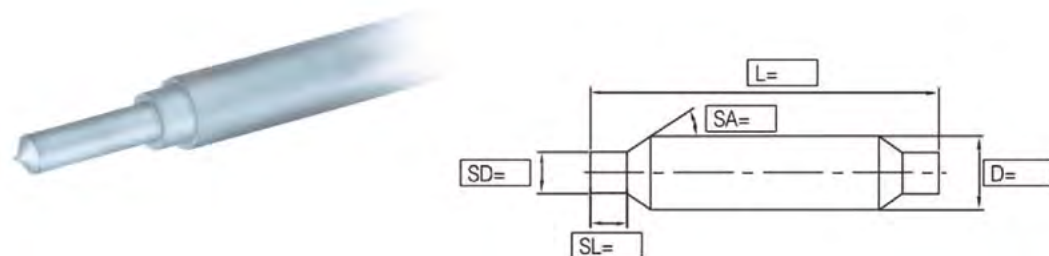 L=
SA=
SD=
D=
SL=